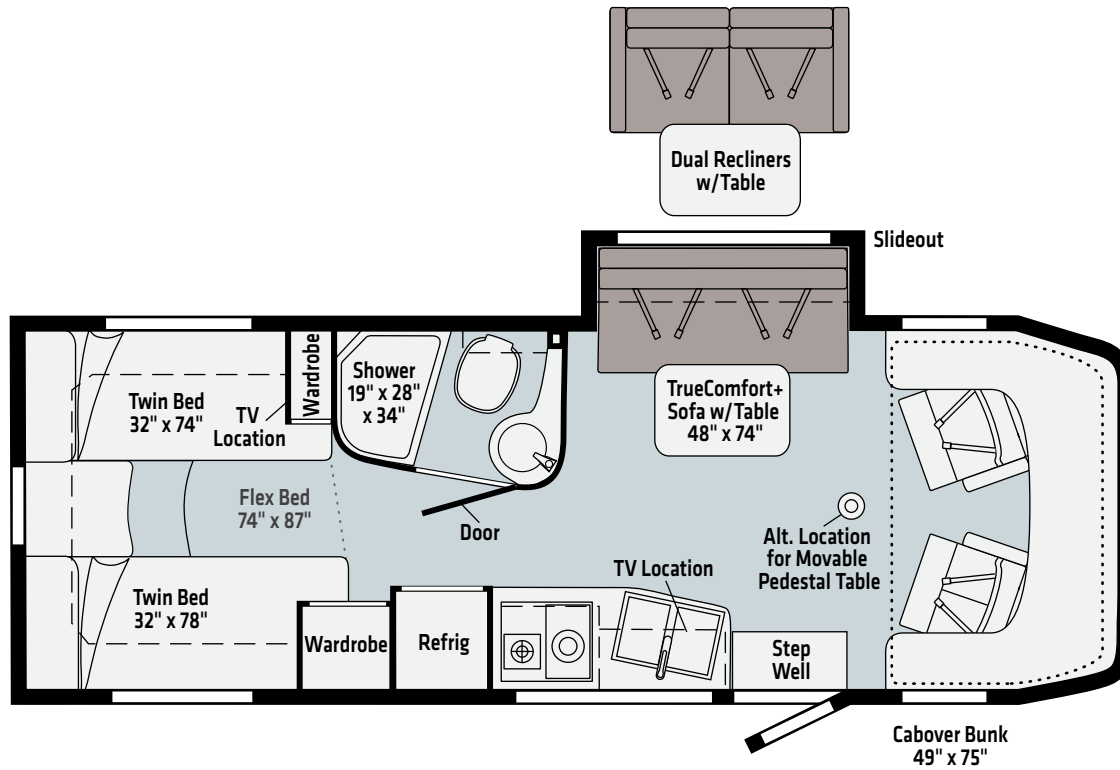 Dual Recliners
w/Table
Slideout
Wardrobe
Shower
19" x 28"
x 34"
Twin Bed
32" x 74"
TV
Location
TrueComfort+
Sofa w/Table
48" x 74"
Flex Bed
74" x 87"
Door
Alt. Location
for Movable
Pedestal Table
TV Location
Twin Bed
32" x 78"
Wardrobe
Refrig
Step
Well
Cabover Bunk
49" x 75"